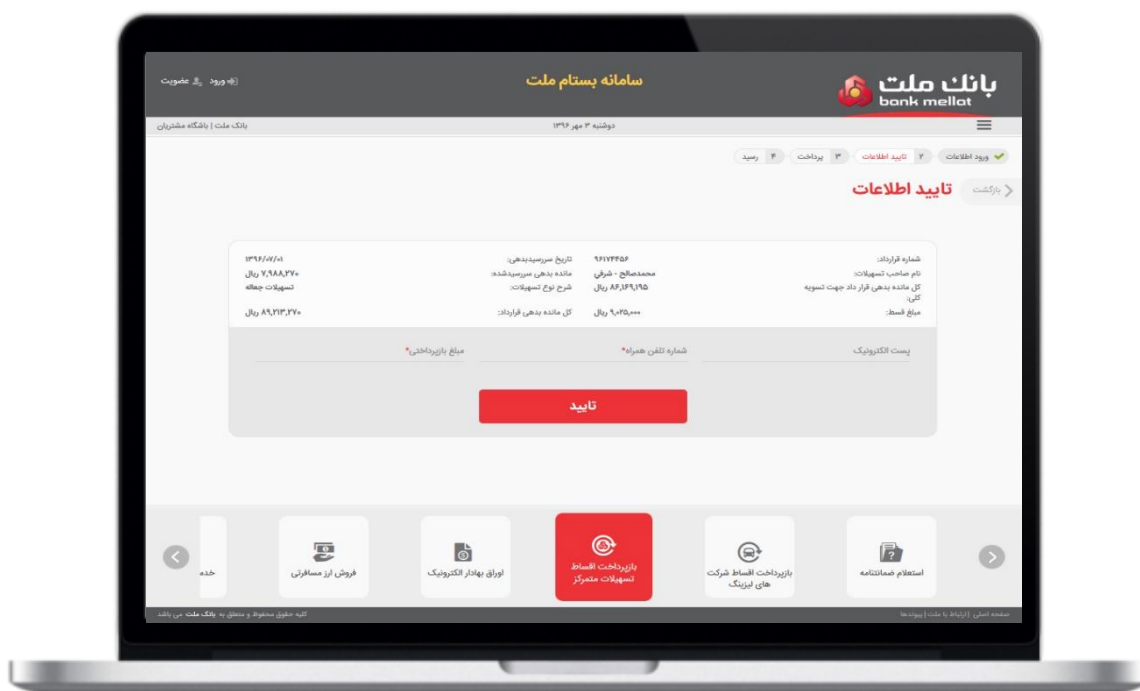 بانک ملت
bank mellat
سامانه بستام ملت
ورود عضویت
دوشنبه ۳ مهر ۱۳۹۶
بانک ملت | باشگاه مشتریان
ورود اطلاعات ۲ تایید اطلاعات ۳ پرداخت ۴ رسید
بازگشت تایید اطلاعات
شماره قرارداد: ۹۶۱۷۴۴۵۶ تاریخ سررسیدبدهی: ۱۳۹۶/۰۷/۰۱
نام صاحب تسهیلات: محمدصالح - شرفی مانده بدهی سررسیدشده: ۷,۹۸۸,۲۷۰ ریال
کل مانده بدهی قرار داد جهت تسویه ۸۶,۱۶۹,۱۹۵ ریال شرح نوع تسهیلات: تسهیلات جعاله
کلی:
مبلغ قسط: ۹,۰۲۵,۰۰۰ ریال کل مانده بدهی قرارداد: ۸۹,۲۱۳,۲۷۰ ریال
پست الکترونیک شماره تلفن همراه* مبلغ بازپرداختی*
تایید
استعلام ضمانتنامه
بازپرداخت اقساط شرکت
های لیزینگ
بازپرداخت اقساط
تسهیلات متمرکز
اوراق بهادار الکترونیک
فروش ارز مسافرتی
خدم
صفحه اصلی | ارتباط با ملت | پیوندها
کلیه حقوق محفوظ و متعلق به بانک ملت می باشد